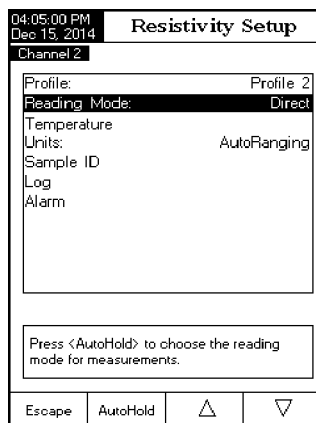 04:05:00 PM
Dec 15, 2014
Resistivity Setup
Channel 2
Profile: Profile 2
Reading Mode: Direct
Temperature
Units: AutoRanging
Sample ID
Log
Alarm
Press <AutoHold> to choose the reading
mode for measurements.
Escape AutoHold